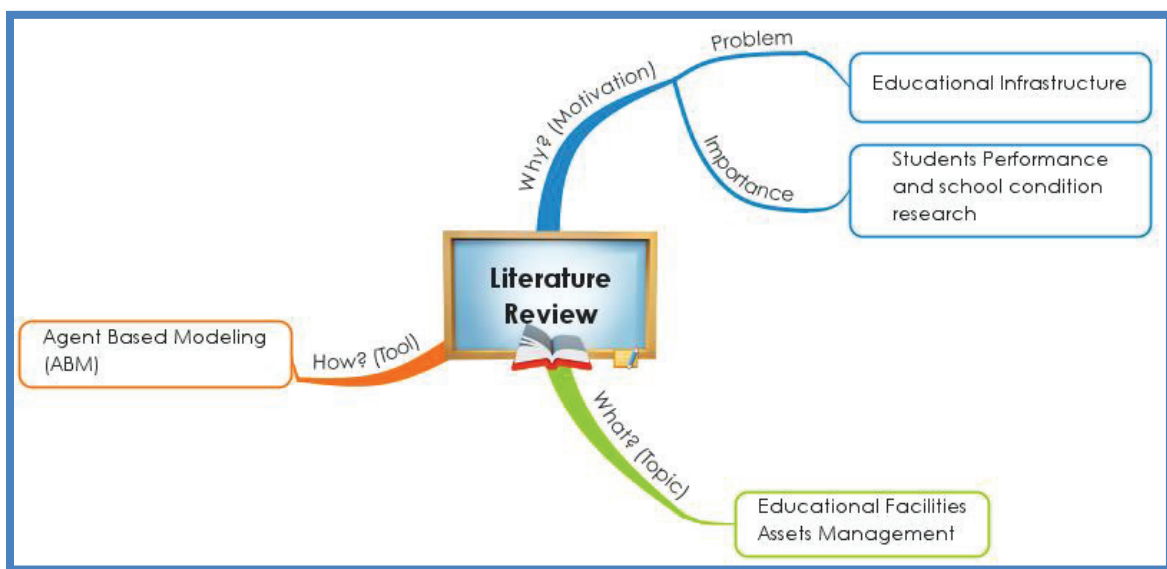 Problem
Educational Infrastructure
Why? (Motivation)
Importance
Students Performance
and school condition
research
Literature
Review
Agent Based Modeling
(ABM)
How? (Tool)
What? (Topic)
Educational Facilities
Assets Management